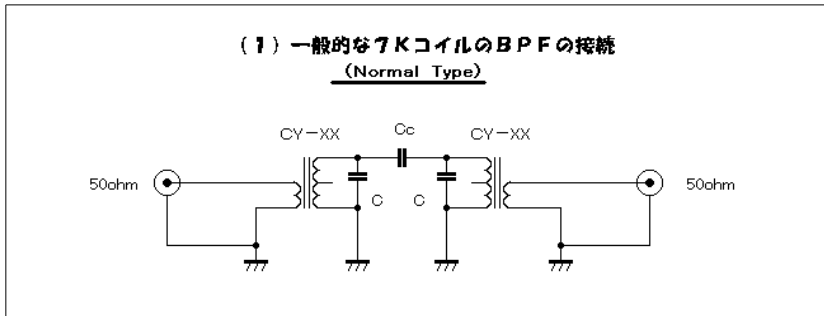 (1) 一般的な7KコイルのBPFの接続
(Normal Type)
CY-XX
Cc
CY-XX
50ohm
50ohm
C
C